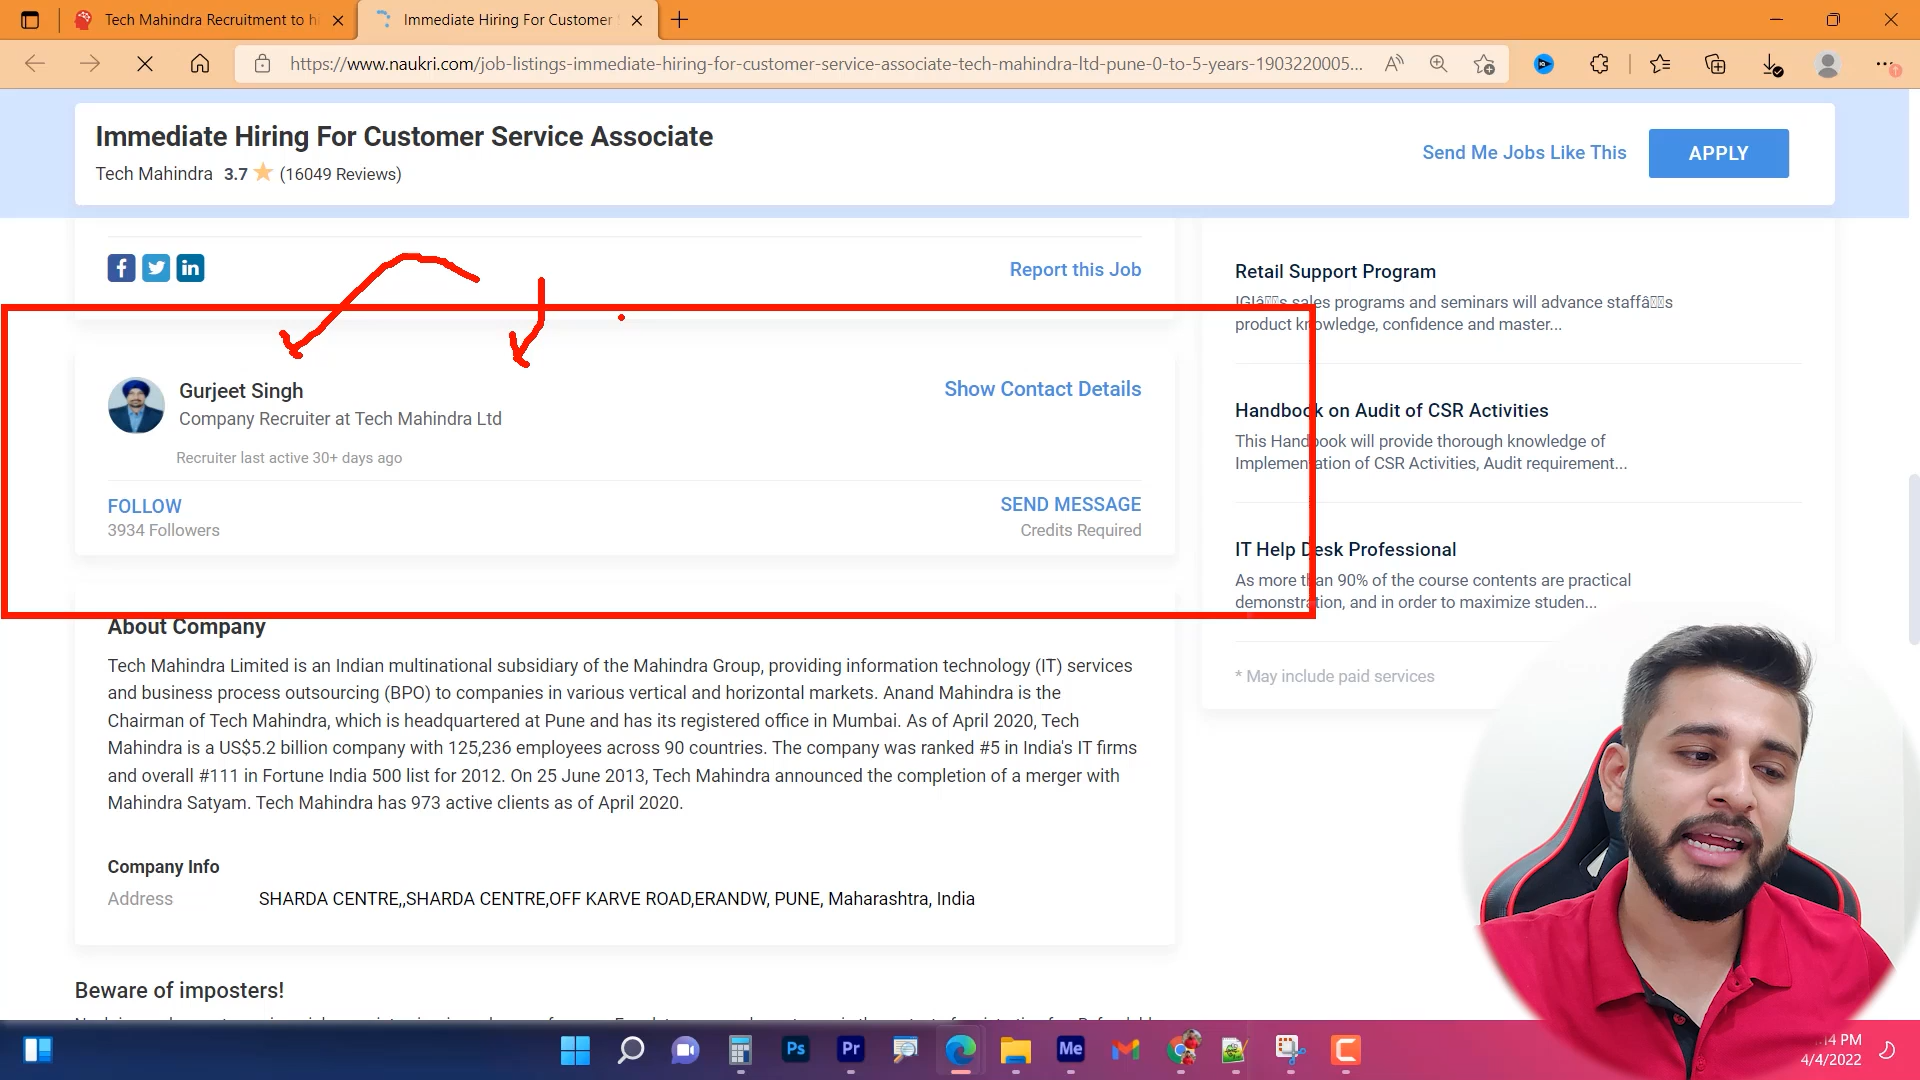 Tech Mahindra Recruitment to hi
Immediate Hiring For Customer S
https://www.naukri.com/job-listings-immediate-hiring-for-customer-service-associate-tech-mahindra-ltd-pune-0-to-5-years-1903220005...
Immediate Hiring For Customer Service Associate
Tech Mahindra 3.7 (16049 Reviews)
Send Me Jobs Like This
APPLY
Report this Job
Gurjeet Singh
Company Recruiter at Tech Mahindra Ltd
Recruiter last active 30+ days ago
Show Contact Details
FOLLOW
3934 Followers
SEND MESSAGE
Credits Required
Retail Support Program
sales programs and seminars will advance
product knowledge, confidence and master...
Handbook on Audit of CSR Activities
This Handbook will provide thorough knowledge of
Implementation of CSR Activities, Audit requirement...
IT Help Desk Professional
As more than 90% of the course contents are practical
demonstration, and in order to maximize studen...
* May include paid services
About Company
Tech Mahindra Limited is an Indian multinational subsidiary of the Mahindra Group, providing information technology (IT) services
and business process outsourcing (BPO) to companies in various vertical and horizontal markets. Anand Mahindra is the
Chairman of Tech Mahindra, which is headquartered at Pune and has its registered office in Mumbai. As of April 2020, Tech
Mahindra is a US$5.2 billion company with 125,236 employees across 90 countries. The company was ranked #5 in India's IT firms
and overall #111 in Fortune India 500 list for 2012. On 25 June 2013, Tech Mahindra announced the completion of a merger with
Mahindra Satyam. Tech Mahindra has 973 active clients as of April 2020.
Company Info
Address SHARDA CENTRE,,SHARDA CENTRE,OFF KARVE ROAD,ERANDW, PUNE, Maharashtra, India
Beware of imposters!
Ps
Pr
Me
14 PM
4/4/2022